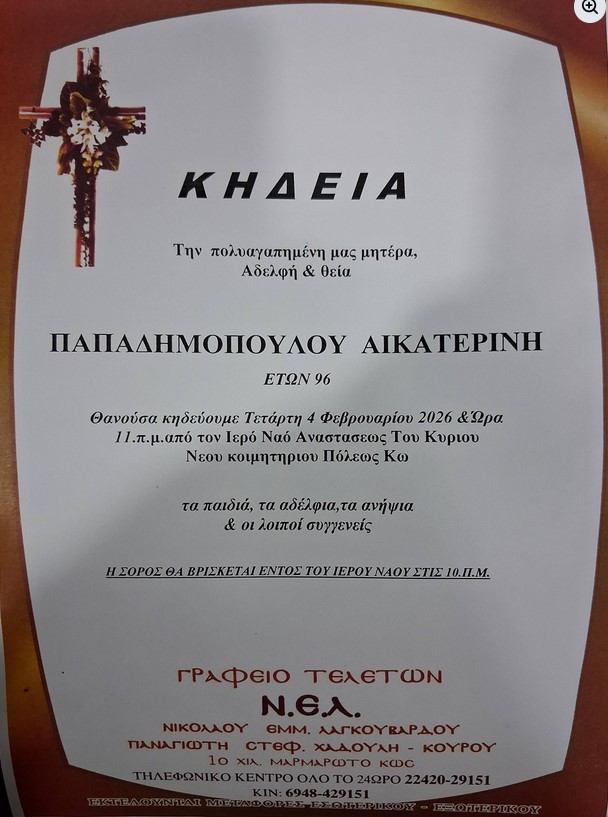 ΚΗΔΕΙΑ
Την πολυαγαπημένη μας μητέρα,
Αδελφή & θεία
ΠΑΠΑΔΗΜΟΠΟΥΛΟΥ ΑΙΚΑΤΕΡΙΝΗ
ΕΤΩΝ 96
Θανούσα κηδεύουμε Τετάρτη 4 Φεβρουαρίου 2026 &Ώρα
11.π.μ.από τον Ιερό Ναό Αναστασεως Του Κυριου
Νεου κοιμητηριου Πόλεως Κω
τα παιδιά, τα αδέλφια,τα ανήψια
& οι λοιποί συγγενείς
Η ΣΟΡΟΣ ΘΑ ΒΡΙΣΚΕΤΑΙ ΕΝΤΟΣ ΤΟΥ ΙΕΡΟΥ ΝΑΟΥ ΣΤΙΣ 10.Π.Μ.
ΓΡΑΦΕΙΟ ΤΕΛΕΤΩΝ
Ν.Ε.Λ.
ΝΙΚΟΛΑΟΥ ΕΜΜ. ΛΑΓΚΟΥΒΑΡΔΟΥ
ΠΑΝΑΓΙΩΤΗ ΣΤΕΦ. ΧΑΔΟΥΛΗ - ΚΟΥΡΟΥ
1ο ΧΙΛ. ΜΑΡΜΑΡΩΤΟ ΚΩΣ
ΤΗΛΕΦΩΝΙΚΟ ΚΕΝΤΡΟ ΟΛΟ ΤΟ 24ΩΡΟ 22420-29151
ΚΙΝ: 6948-429151
ΕΚΤΕΛΟΥΝΤΑΙ ΜΕΤΑΦΟΡΕΣ ΕΣΩΤΕΡΙΚΟΥ - ΕΞΩΤΕΡΙΚΟΥ